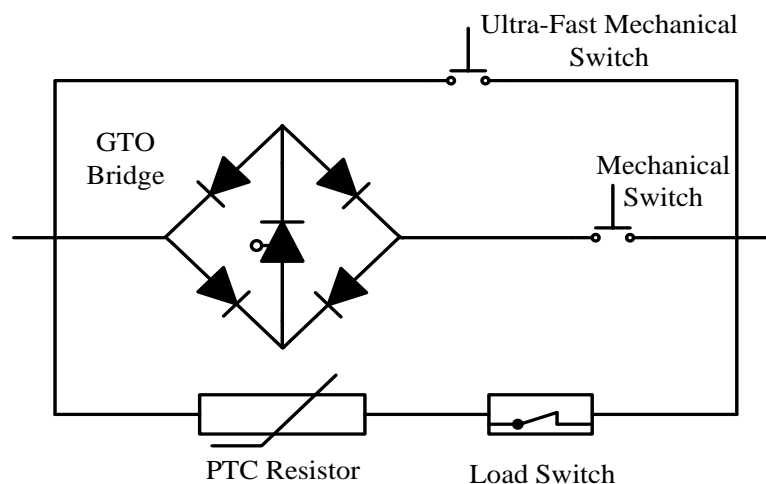 Ultra-Fast Mechanical
Switch
GTO
Bridge
Mechanical
Switch
PTC Resistor
Load Switch